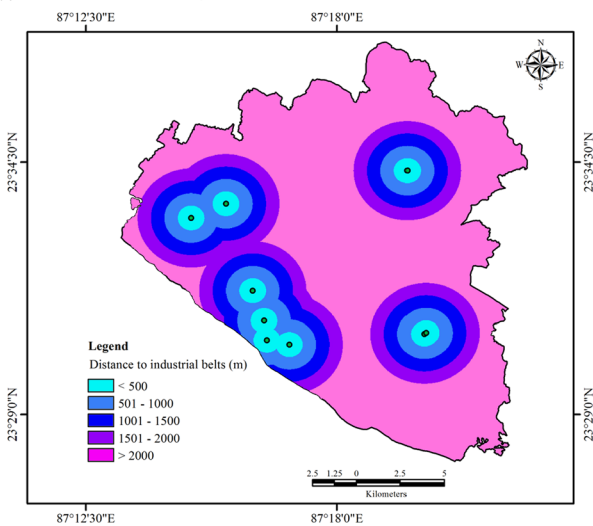 87°12'30"E 87°18'0"E
N
W E
S
23°34'30"N 23°34'30"N
Legend
Distance to industrial belts (m)
< 500
501 - 1000
1001 - 1500
1501 - 2000
> 2000
23°29'0"N 23°29'0"N
2.5 1.25 0 2.5 5
Kilometers
87°12'30"E 87°18'0"E